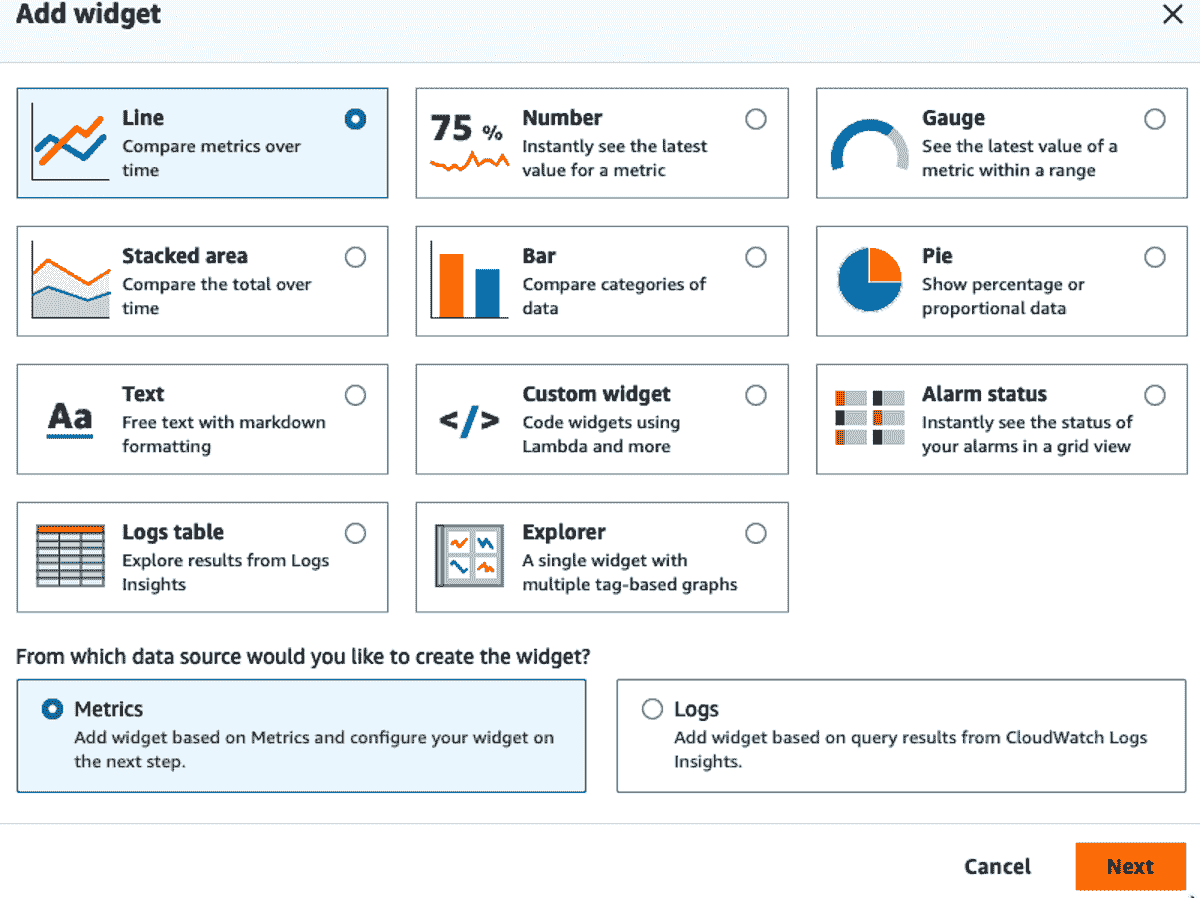 Add widget
Line
Compare metrics over
time
75 %
Number
Instantly see the latest
value for a metric
Gauge
See the latest value of a
metric within a range
Stacked area
Compare the total over
time
Bar
Compare categories of
data
Pie
Show percentage or
proportional data
Aa
Text
Free text with markdown
formatting
</>
Custom widget
Code widgets using
Lambda and more
Alarm status
Instantly see the status of
your alarms in a grid view
Logs table
Explore results from Logs
Insights
Explorer
A single widget with
multiple tag-based graphs
From which data source would you like to create the widget?
Metrics
Add widget based on Metrics and configure your widget on
the next step.
Logs
Add widget based on query results from CloudWatch Logs
Insights.
Cancel
Next